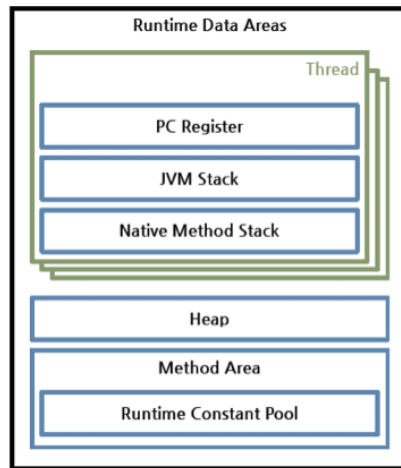 Runtime Data Areas
Thread
PC Register
JVM Stack
Native Method Stack
Heap
Method Area
Runtime Constant Pool